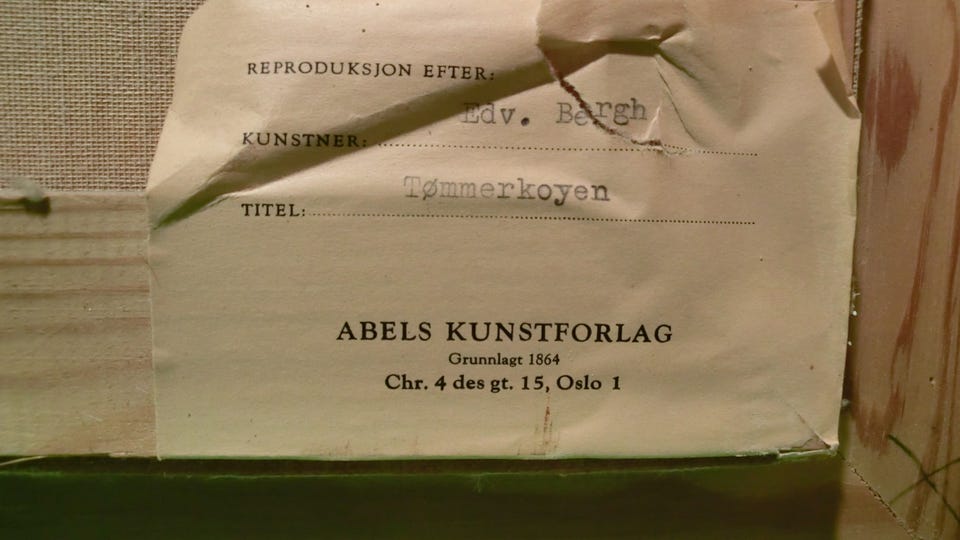 REPRODUKSJON EFTER:
Edv. Bergh
KUNSTNER:
Tømmerkoyen
TITEL:
ABELS KUNSTFORLAG
Grunnlagt 1864
Chr. 4 des gt. 15, Oslo 1